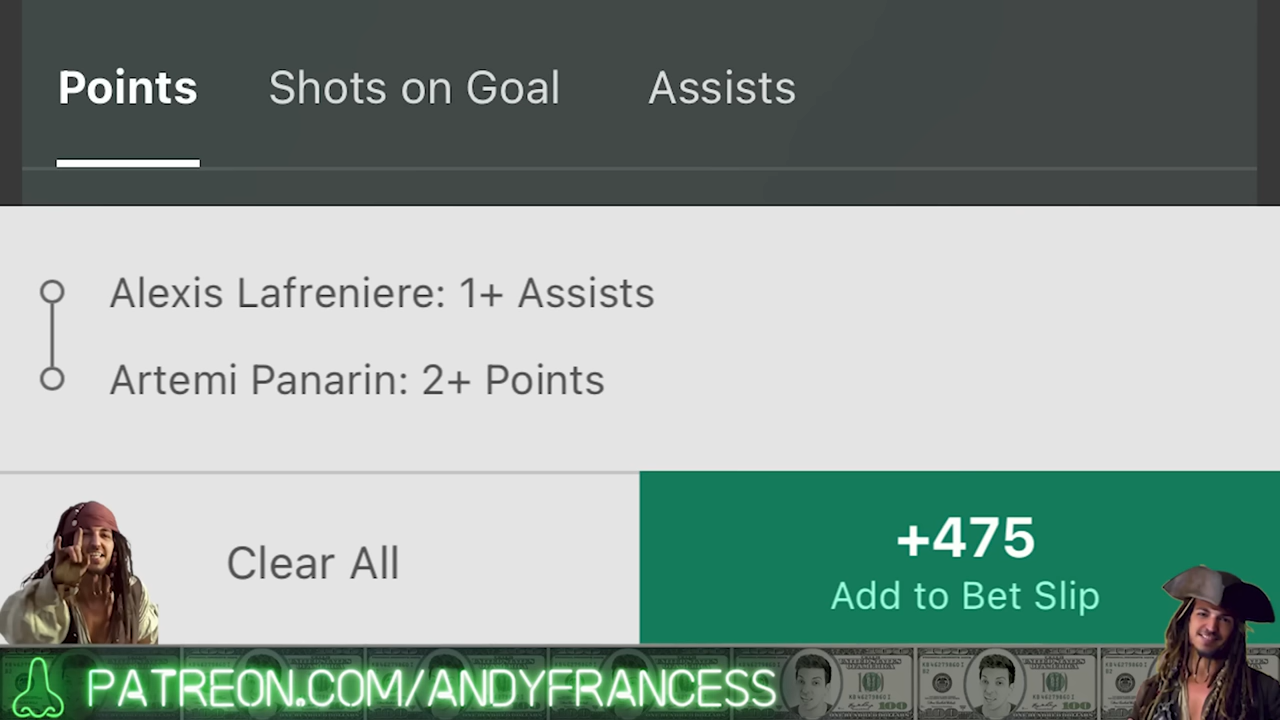 Points Shots on Goal Assists
Alexis Lafreniere: 1+ Assists
Artemi Panarin: 2+ Points
Clear All
+475
Add to Bet Slip
PATREON.COM/ANDYFRANCESS